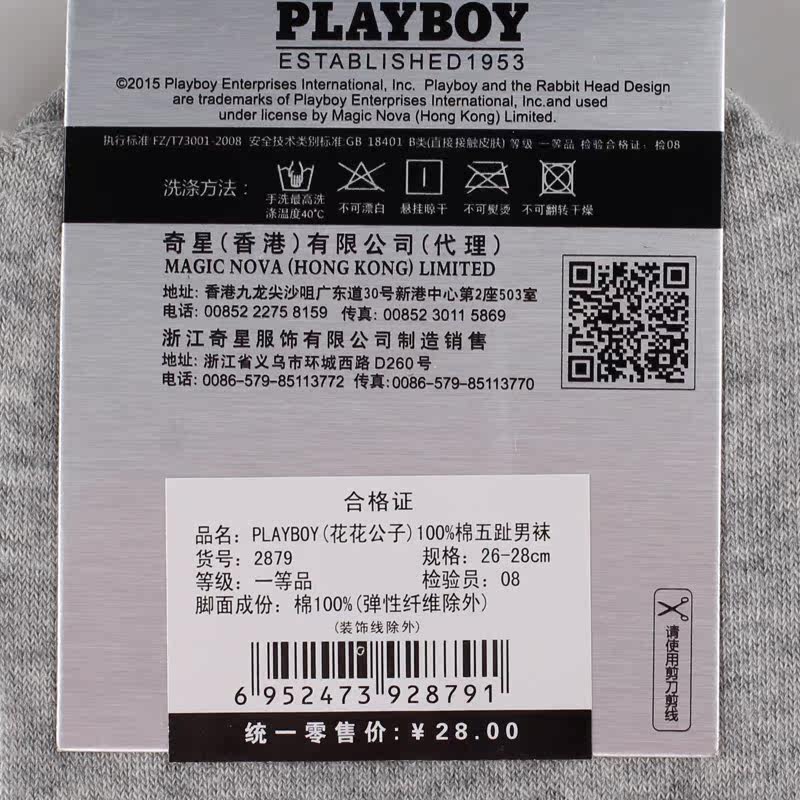 PLAYBOY
ESTABLISHED1953
©2015 Playboy Enterprises International, Inc. Playboy and the Rabbit Head Design
are trademarks of Playboy Enterprises International, Inc.and used
under license by Magic Nova (Hong Kong) Limited.
执行标准:FZ/T73001-2008 安全技术类别标准:GB 18401 B类(直接接触皮肤) 等级 一等品 检验合格证: 检08
洗涤方法:
手洗最高洗涤温度40°C 不可漂白 悬挂晾干 不可熨烫 不可翻转干燥
奇星(香港)有限公司(代理)
MAGIC NOVA (HONG KONG) LIMITED
地址: 香港九龙尖沙咀广东道30号新港中心第2座503室
电话: 00852 2275 8159 传真: 00852 3011 5869
浙江奇星服饰有限公司制造销售
地址: 浙江省义乌市环城西路D260号
电话: 0086-579-85113772 传真:0086-579-85113770
合格证
品名: PLAYBOY(花花公子)100%棉五趾男袜
货号: 2879 规格: 26-28cm
等级: 一等品 检验员: 08
脚面成份: 棉100%(弹性纤维除外)
(装饰线除外)
6 952473 928791
统一零售价:¥28.00
请使用剪刀剪线